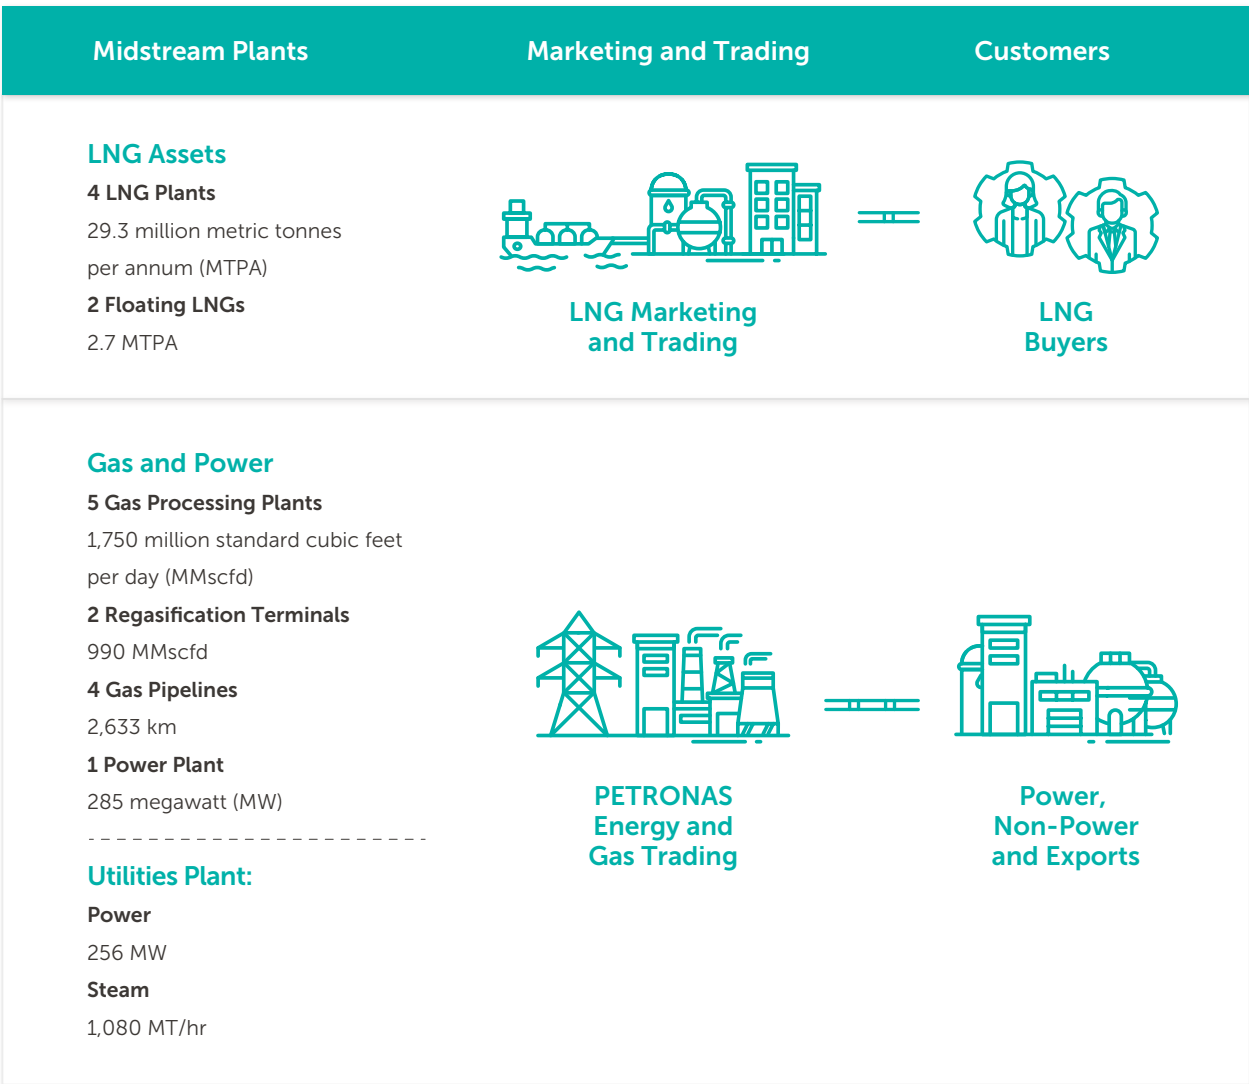 Midstream Plants
Marketing and Trading
Customers
LNG Assets
4 LNG Plants
29.3 million metric tonnes
per annum (MTPA)
2 Floating LNGs
2.7 MTPA
LNG Marketing
and Trading
LNG
Buyers
Gas and Power
5 Gas Processing Plants
1,750 million standard cubic feet
per day (MMscfd)
2 Regasification Terminals
990 MMscfd
4 Gas Pipelines
2,633 km
1 Power Plant
285 megawatt (MW)
Utilities Plant:
Power
256 MW
Steam
1,080 MT/hr
PETRONAS
Energy and
Gas Trading
Power,
Non-Power
and Exports